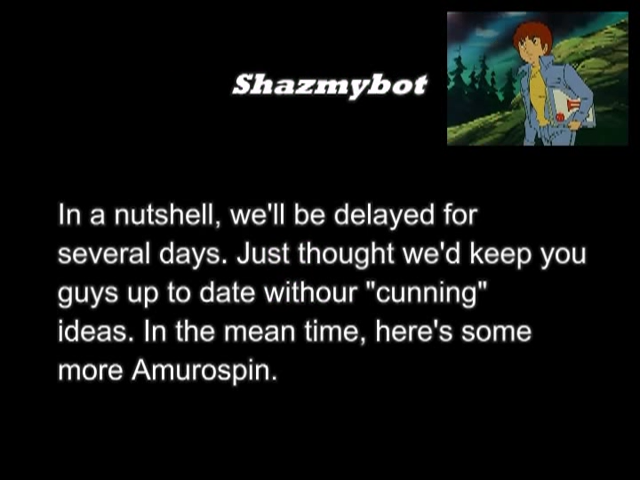 Shazmybot
In a nutshell, we'll be delayed for
several days. Just thought we'd keep you
guys up to date withour "cunning"
ideas. In the mean time, here's some
more Amurospin.